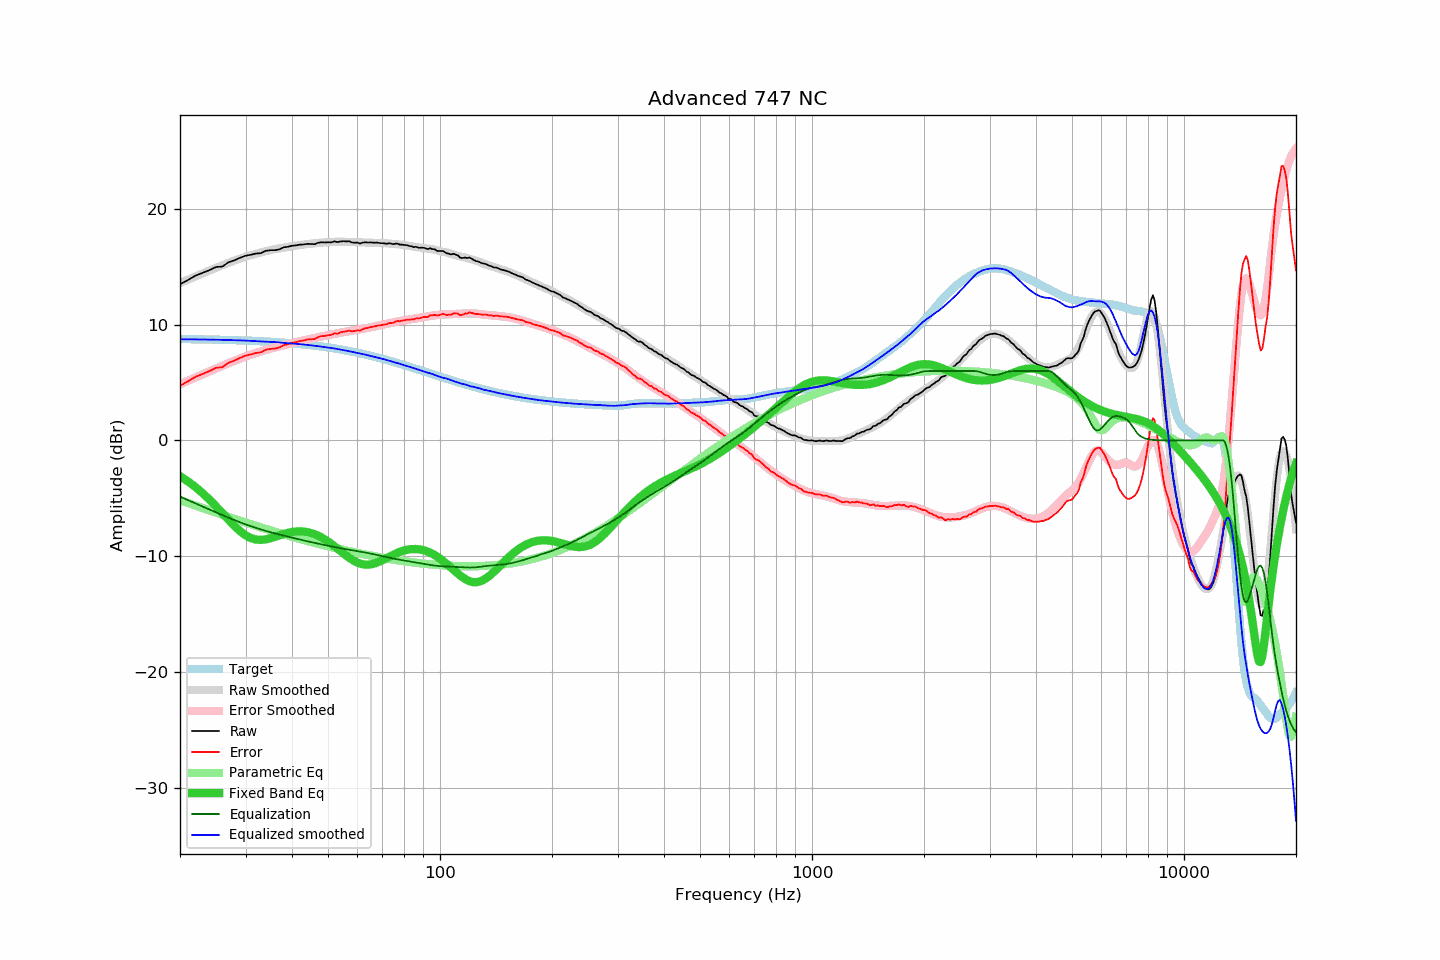 Advanced 747 NC
20
10
0
−10
−20
−30
Amplitude (dBr)
Target
Raw Smoothed
Error Smoothed
Raw
Error
Parametric Eq
Fixed Band Eq
Equalization
Equalized smoothed
100
1000
10000
Frequency (Hz)